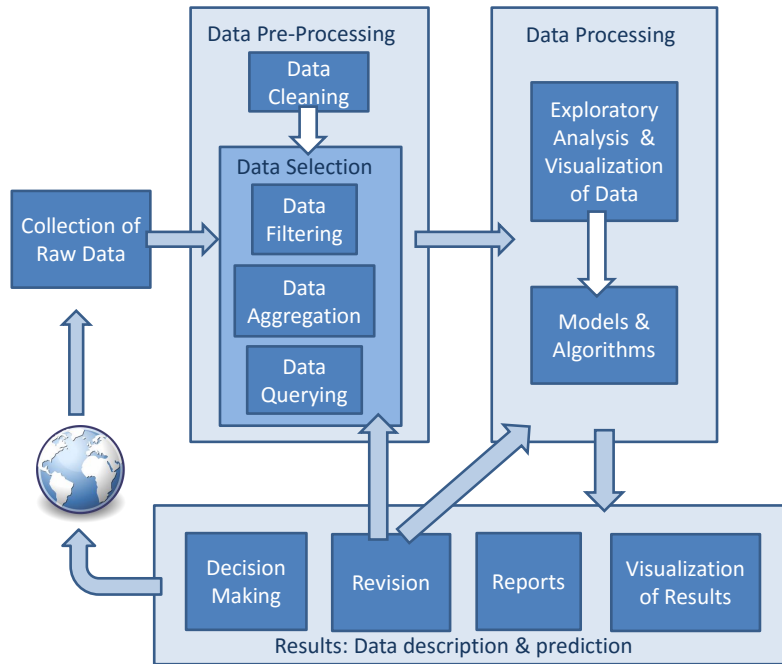 Data Pre-Processing
Data
Cleaning
Data Selection
Data
Filtering
Data
Aggregation
Data
Querying
Collection of
Raw Data
Data Processing
Exploratory
Analysis &
Visualization
of Data
Models &
Algorithms
Decision
Making
Revision
Reports
Visualization
of Results
Results: Data description & prediction